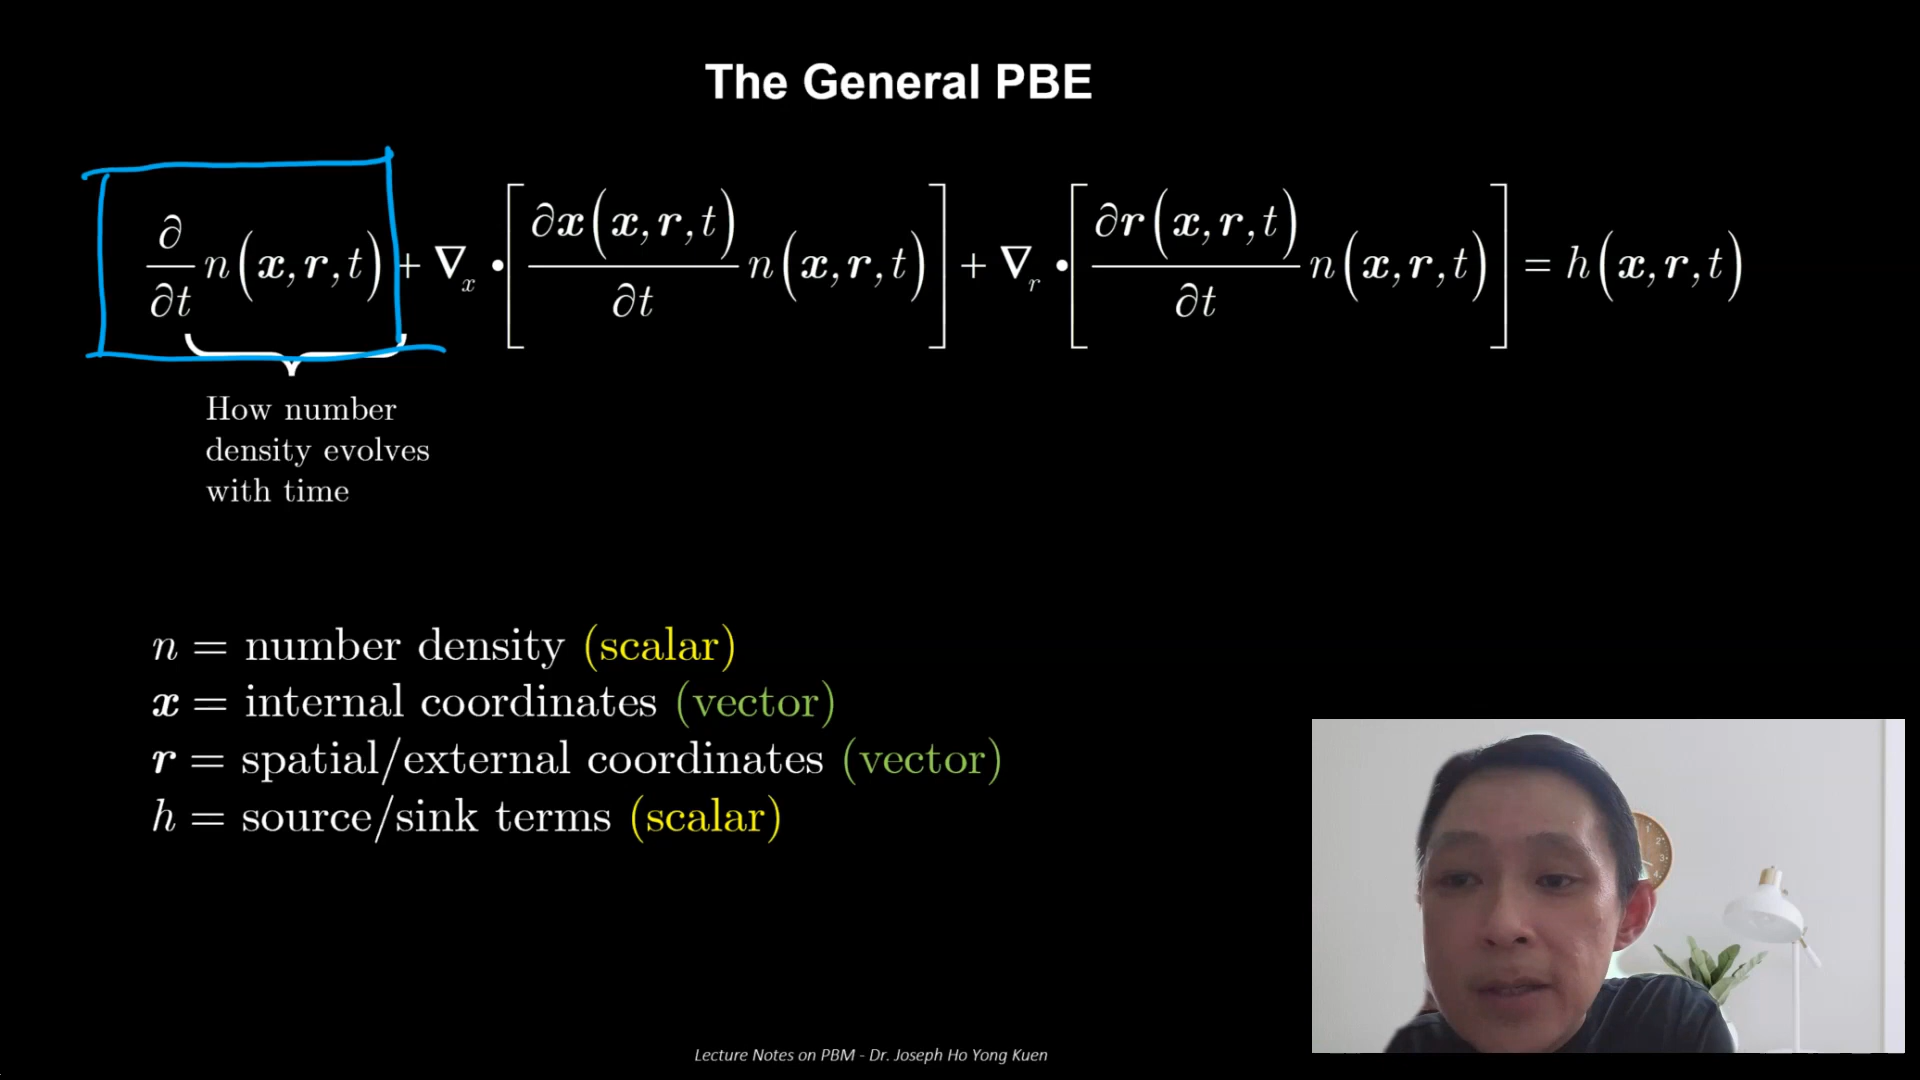 The General PBE
∂/∂t n(x,r,t) + ∇x • [∂x(x,r,t)/∂t n(x,r,t)] + ∇r • [∂r(x,r,t)/∂t n(x,r,t)] = h(x,r,t)
How number
density evolves
with time
n = number density (scalar)
x = internal coordinates (vector)
r = spatial/external coordinates (vector)
h = source/sink terms (scalar)
Lecture Notes on PBM - Dr. Joseph Ho Yong Kuen